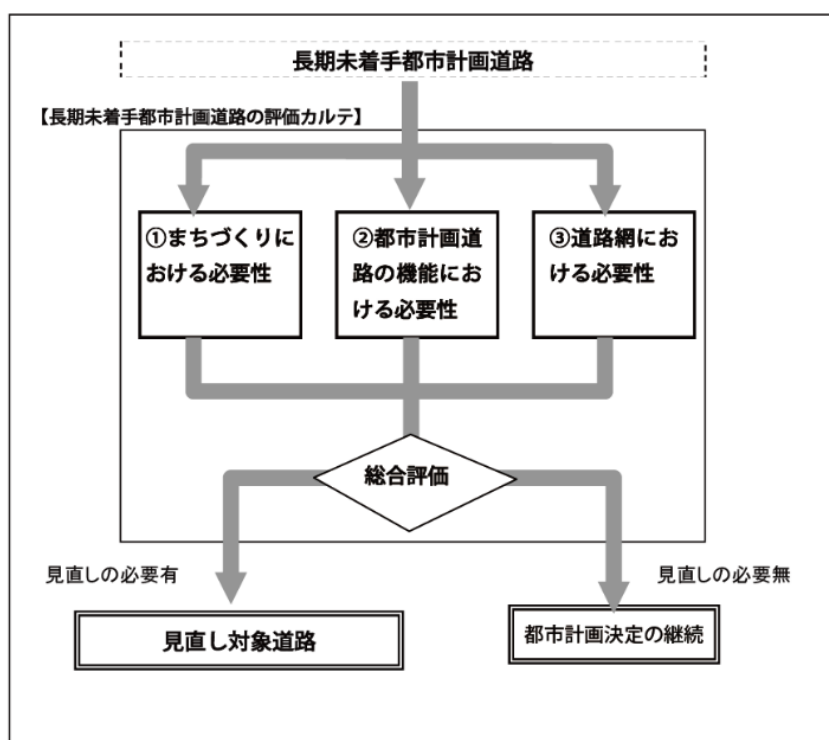 長期未着手都市計画道路
【長期未着手都市計画道路の評価カルテ】
①まちづくりに
おける必要性
②都市計画道
路の機能にお
ける必要性
③道路網にお
ける必要性
総合評価
見直しの必要有
見直しの必要無
見直し対象道路
都市計画決定の継続